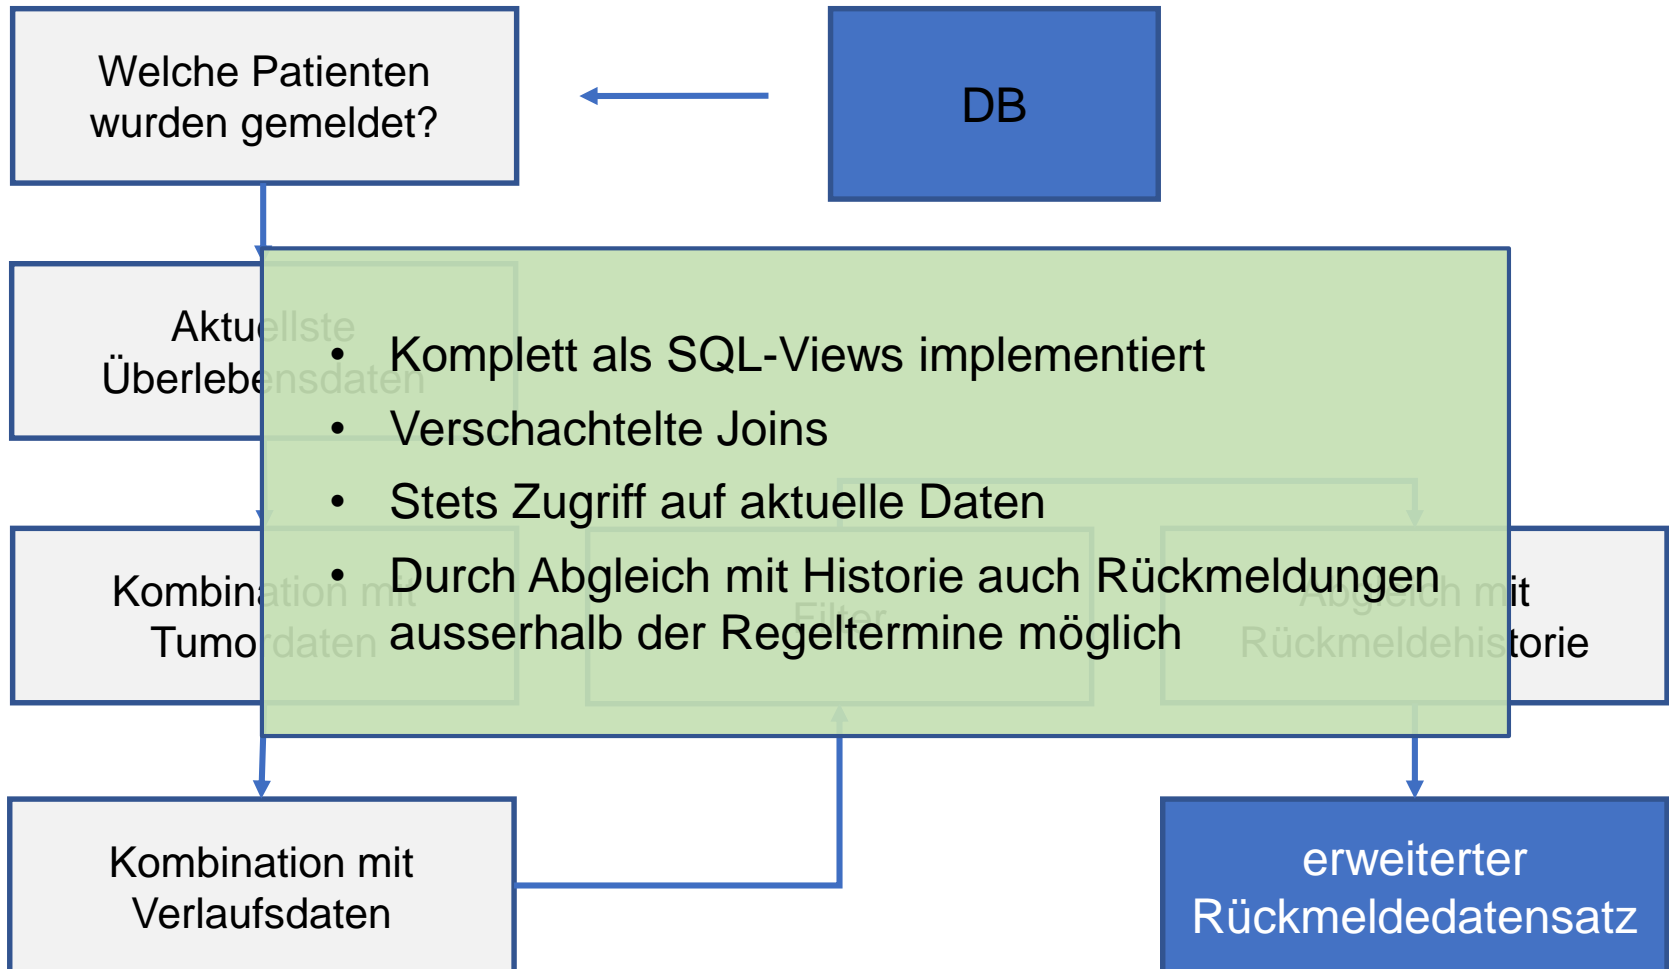 Welche Patienten
wurden gemeldet?
DB
Aktuellste
Überlebensdaten
• Komplett als SQL-Views implementiert
• Verschachtelte Joins
• Stets Zugriff auf aktuelle Daten
• Durch Abgleich mit Historie auch Rückmeldungen
ausserhalb der Regeltermine möglich
Kombination mit
Tumordaten
Filter
Abgleich mit
Rückmeldehistorie
Kombination mit
Verlaufsdaten
erweiterter
Rückmeldedatensatz